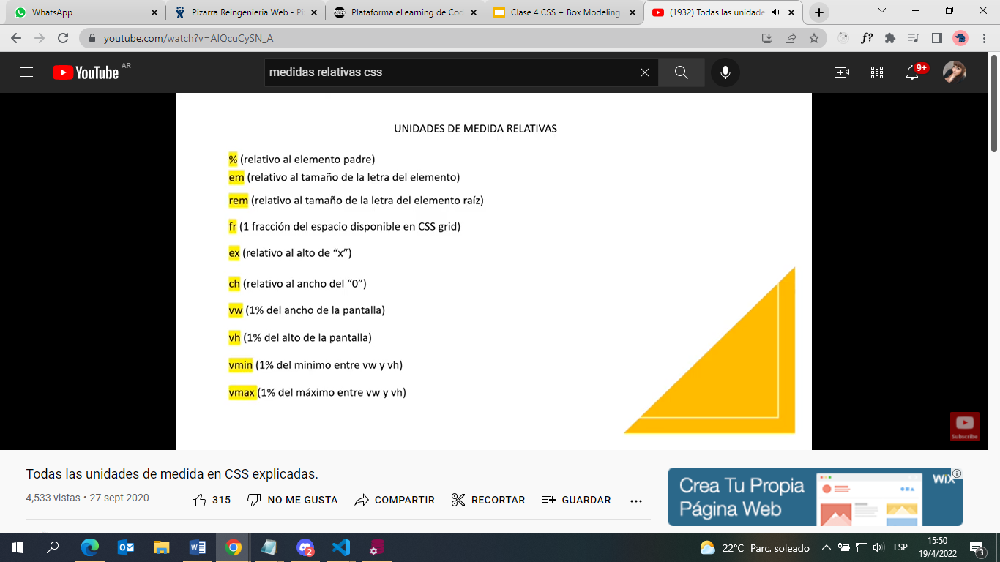 WhatsApp
Pizarra Reingenieria Web - Pi
Plataforma eLearning de Cod
Clase 4 CSS + Box Modeling
(1932) Todas las unidade
youtube.com/watch?v=AlQcuCySN_A
f?
YouTube AR
medidas relativas css
9+
UNIDADES DE MEDIDA RELATIVAS
% (relativo al elemento padre)
em (relativo al tamaño de la letra del elemento)
rem (relativo al tamaño de la letra del elemento raíz)
fr (1 fracción del espacio disponible en CSS grid)
ex (relativo al alto de “x”)
ch (relativo al ancho del “0”)
vw (1% del ancho de la pantalla)
vh (1% del alto de la pantalla)
vmin (1% del minimo entre vw y vh)
vmax (1% del máximo entre vw y vh)
Subscribe
Todas las unidades de medida en CSS explicadas.
4,533 vistas • 27 sept 2020
315
NO ME GUSTA
COMPARTIR
RECORTAR
GUARDAR
Crea Tu Propia
Página Web
WiX
2
22°C Parc. soleado
ESP
15:50
19/4/2022
3